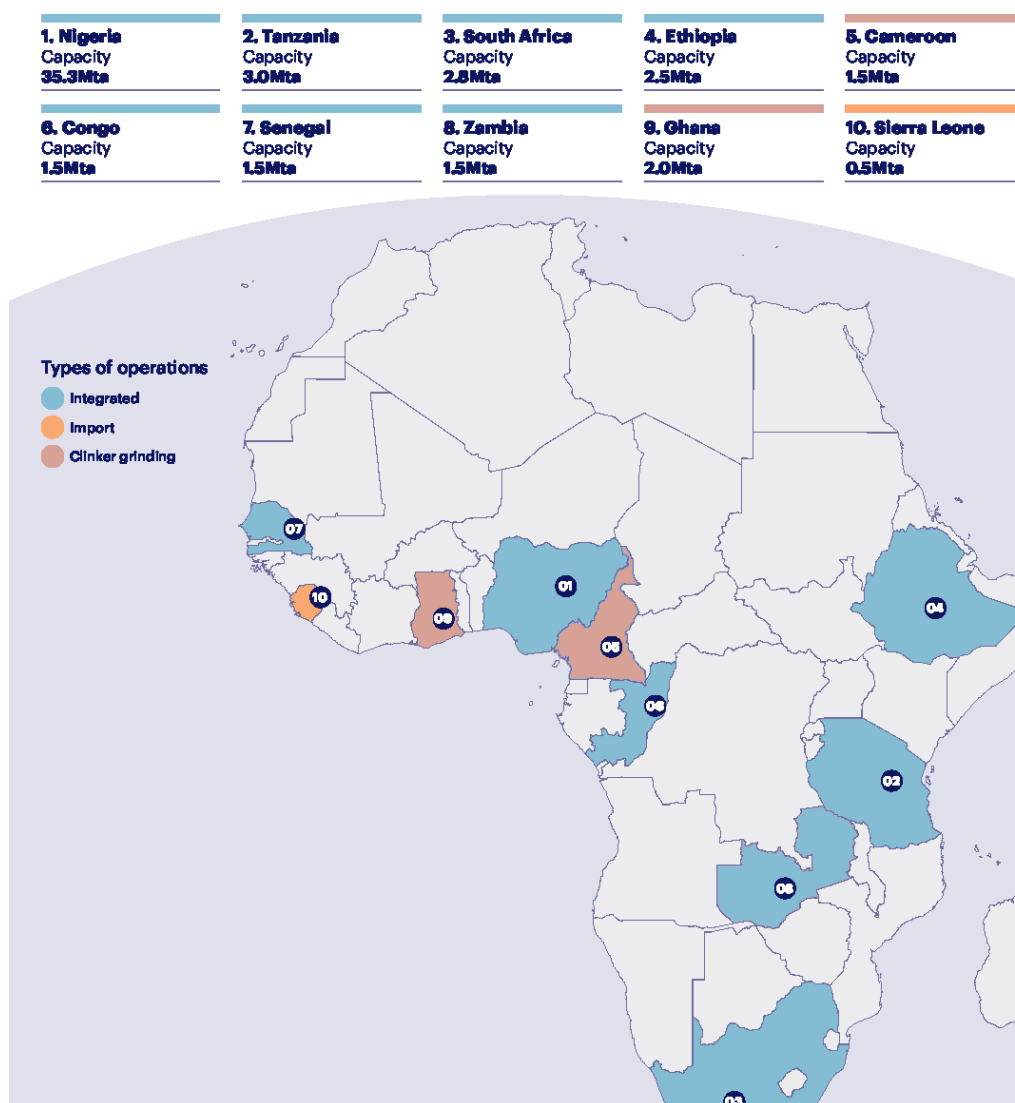 1. Nigeria
Capacity
35.3Mta
2. Tanzania
Capacity
3.0Mta
3. South Africa
Capacity
2.8Mta
4. Ethiopia
Capacity
2.5Mta
5. Cameroon
Capacity
1.5Mta
6. Congo
Capacity
1.5Mta
7. Senegal
Capacity
1.5Mta
8. Zambia
Capacity
1.5Mta
9. Ghana
Capacity
2.0Mta
10. Sierra Leone
Capacity
0.5Mta
Types of operations
Integrated
Import
Clinker grinding
07
10
09
01
05
04
06
02
08
03